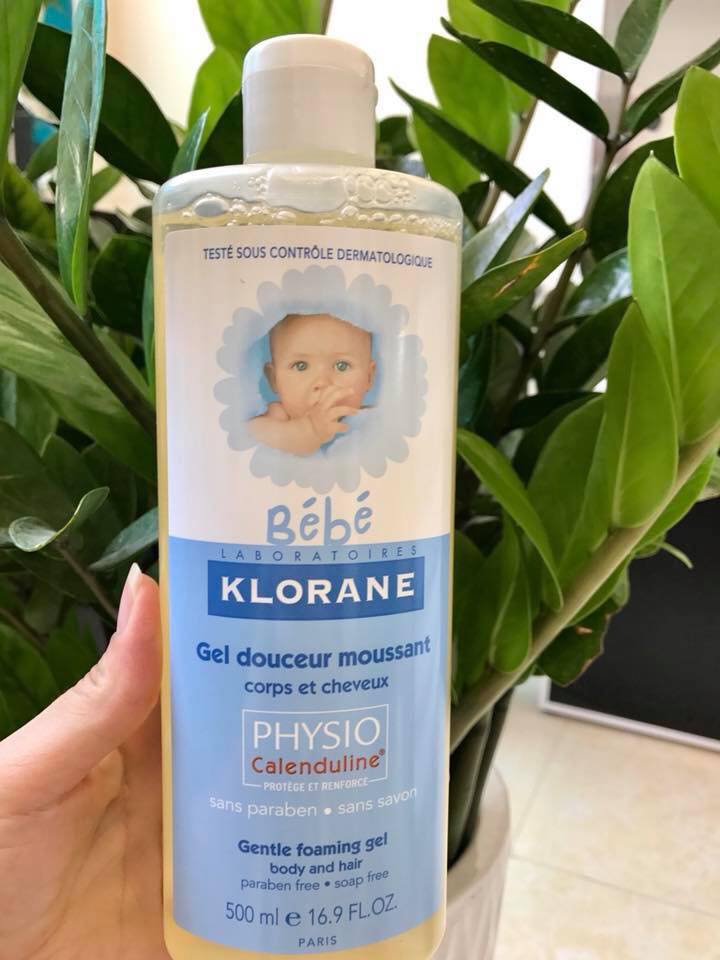 TESTÉ SOUS CONTRÔLE DERMATOLOGIQUE
Bébé
LABORATOIRES
KLORANE
Gel douceur moussant
corps et cheveux
PHYSIO
Calenduline®
PROTÈGE ET RENFORCE
sans paraben • sans savon
Gentle foaming gel
body and hair
paraben free • soap free
500 ml e 16.9 FL.OZ.
PARIS